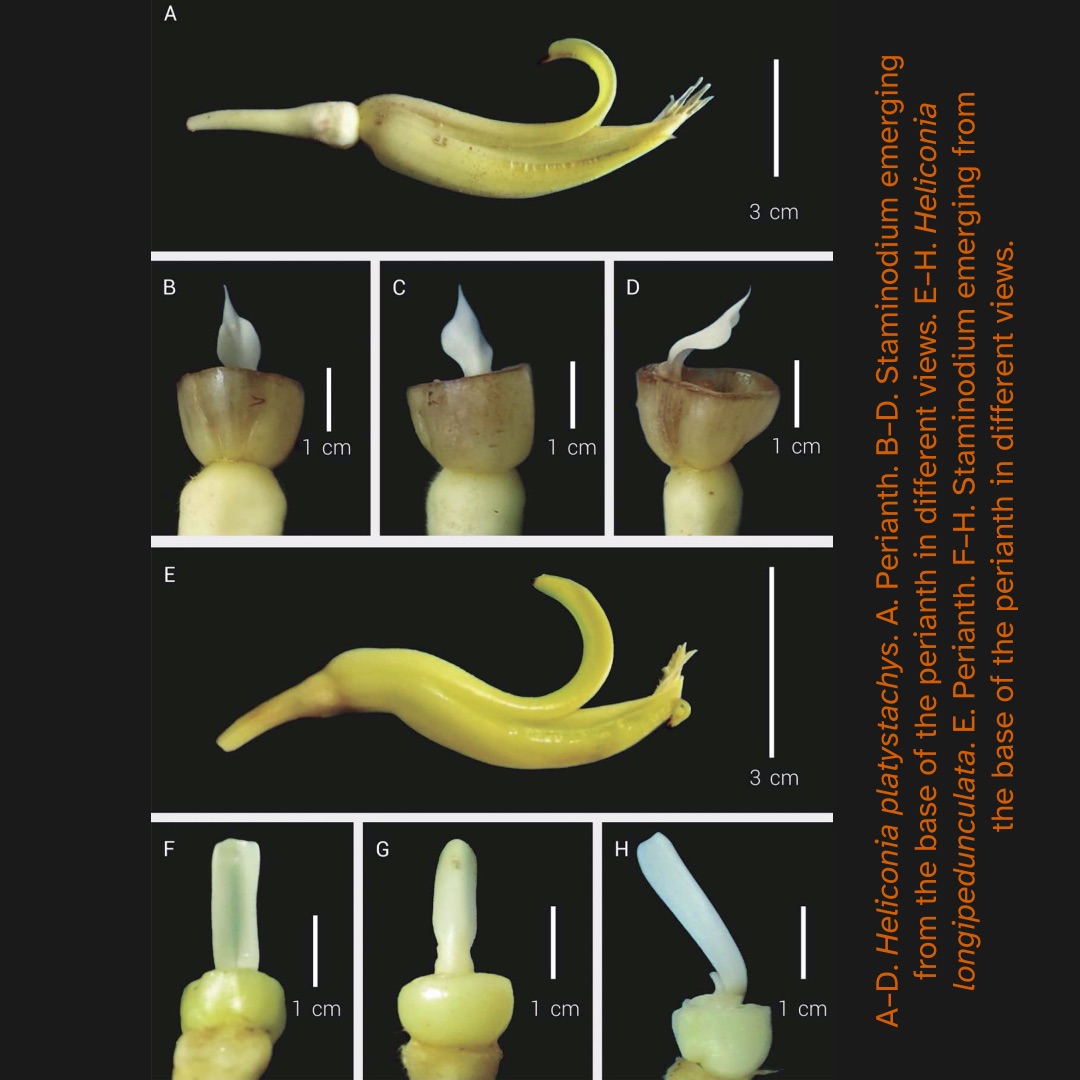 A
3 cm
B
1 cm
C
1 cm
D
1 cm
E
3 cm
F
1 cm
G
1 cm
H
1 cm
A–D. Heliconia platystachys. A. Perianth. B–D. Staminodium emerging
from the base of the perianth in different views. E–H. Heliconia
longipedunculata. E. Perianth. F–H. Staminodium emerging from
the base of the perianth in different views.